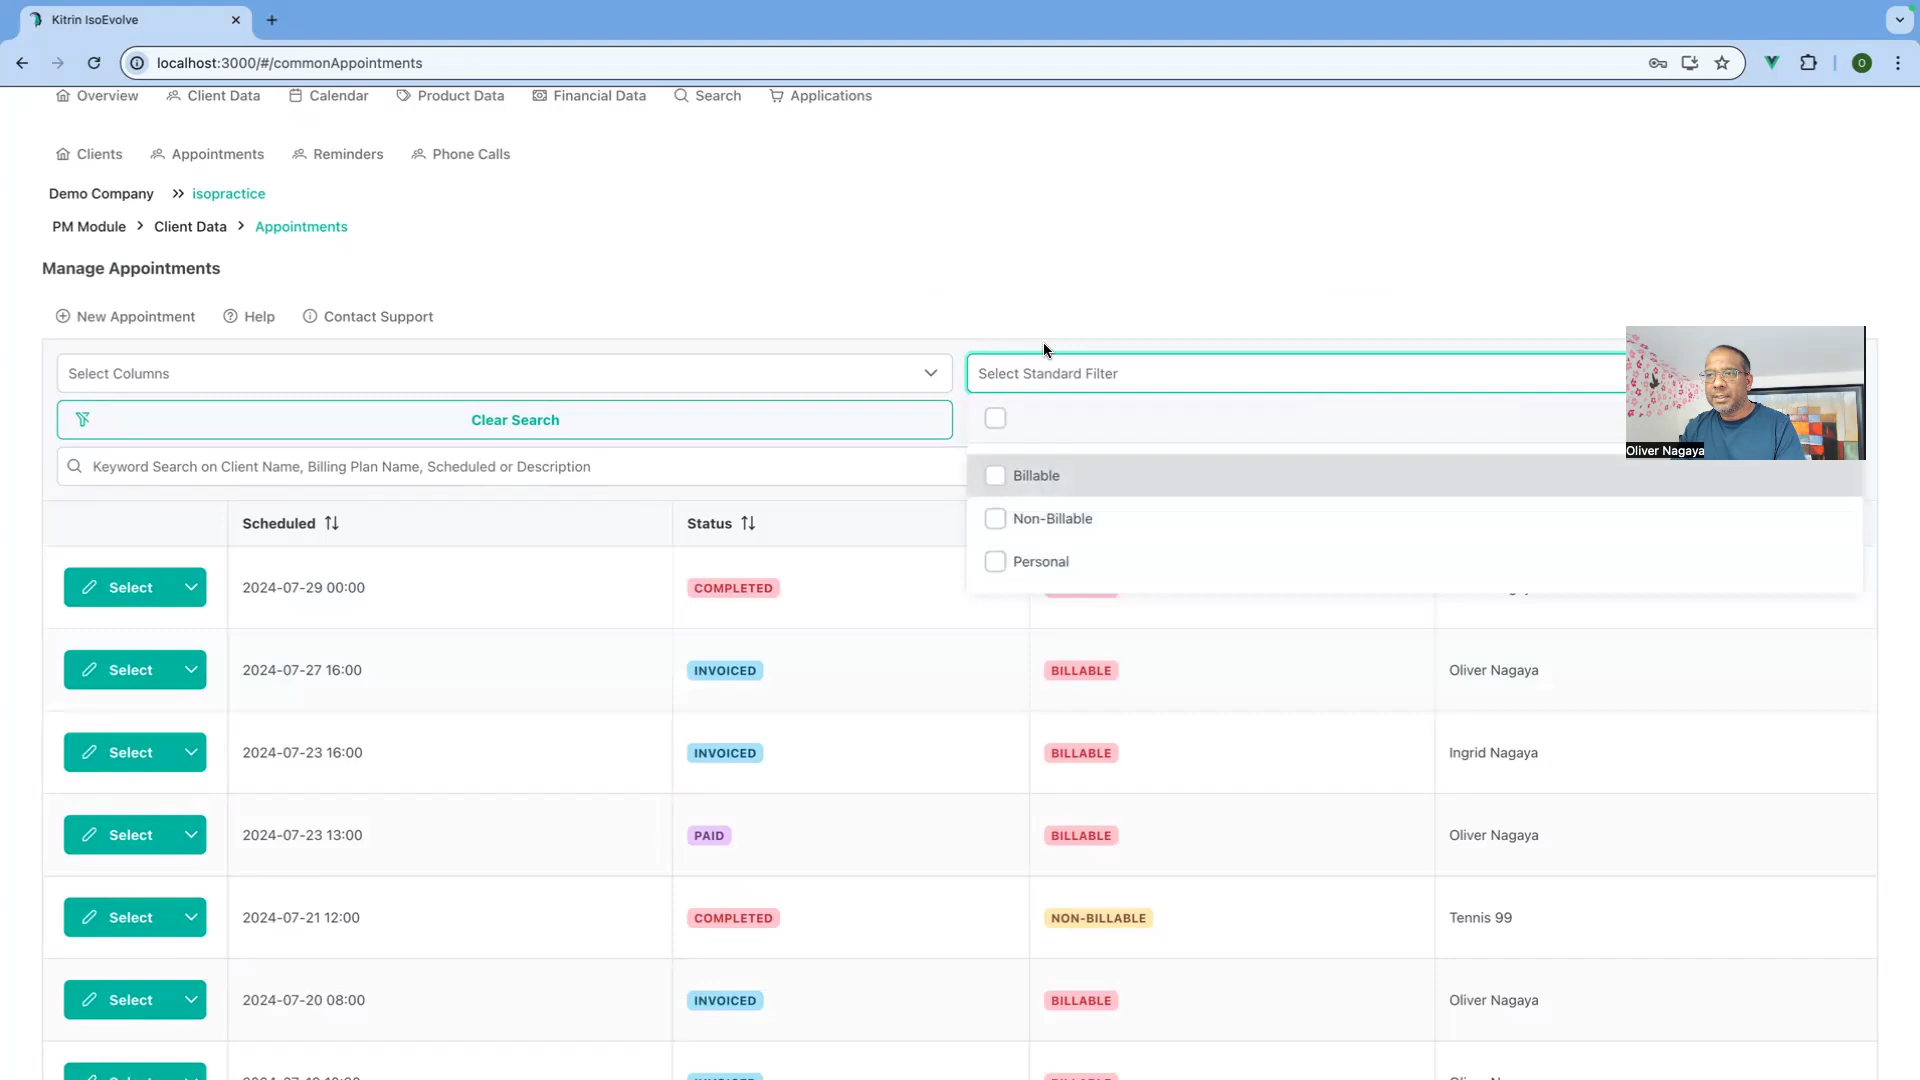 Kitrin IsoEvolve
localhost:3000/#/commonAppointments
O
Overview Client Data Calendar Product Data Financial Data Search Applications
Clients Appointments Reminders Phone Calls
Demo Company >> isopractice
PM Module > Client Data > Appointments
Manage Appointments
New Appointment Help Contact Support
Select Columns
Select Standard Filter
Clear Search
Oliver Nagaya
Keyword Search on Client Name, Billing Plan Name, Scheduled or Description
Billable
Non-Billable
Personal
Scheduled Status
Select 2024-07-29 00:00 COMPLETED
Select 2024-07-27 16:00 INVOICED BILLABLE Oliver Nagaya
Select 2024-07-23 16:00 INVOICED BILLABLE Ingrid Nagaya
Select 2024-07-23 13:00 PAID BILLABLE Oliver Nagaya
Select 2024-07-21 12:00 COMPLETED NON-BILLABLE Tennis 99
Select 2024-07-20 08:00 INVOICED BILLABLE Oliver Nagaya